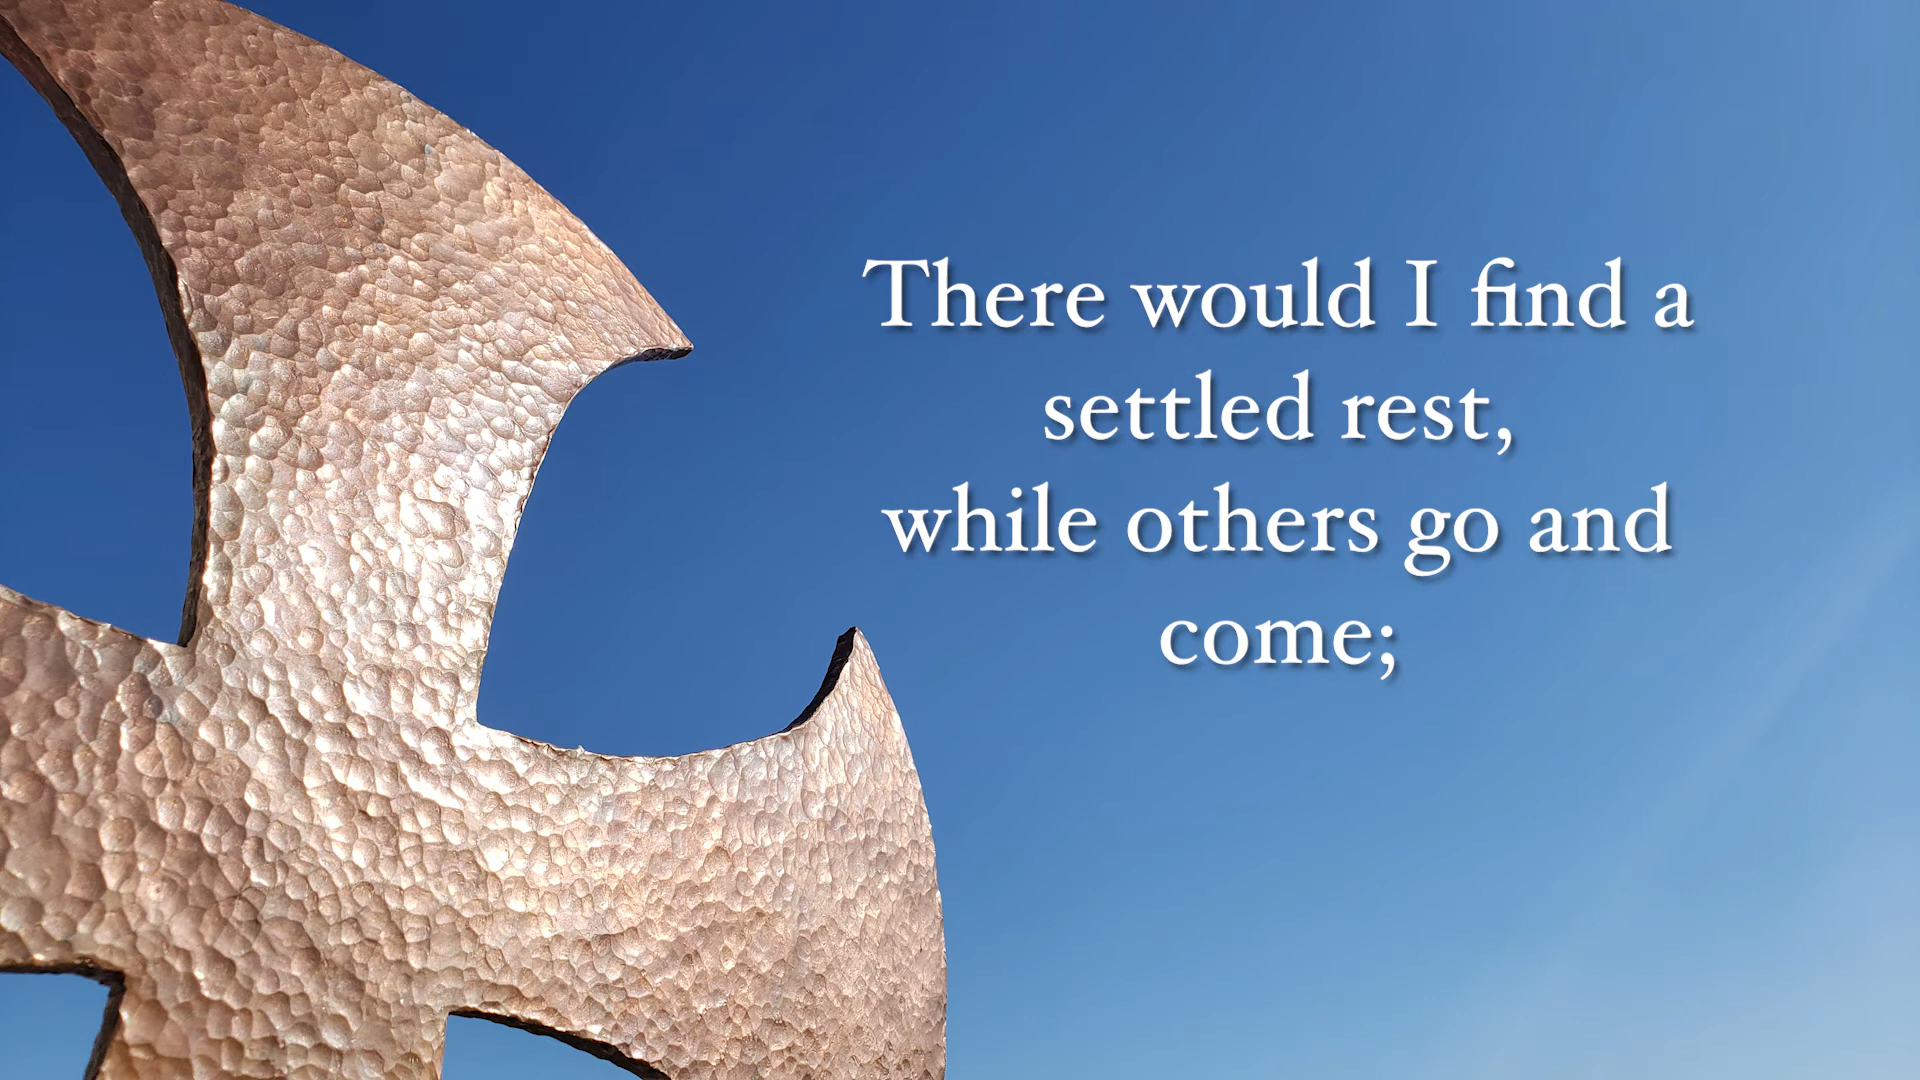 There would I find a
settled rest,
while others go and
come;